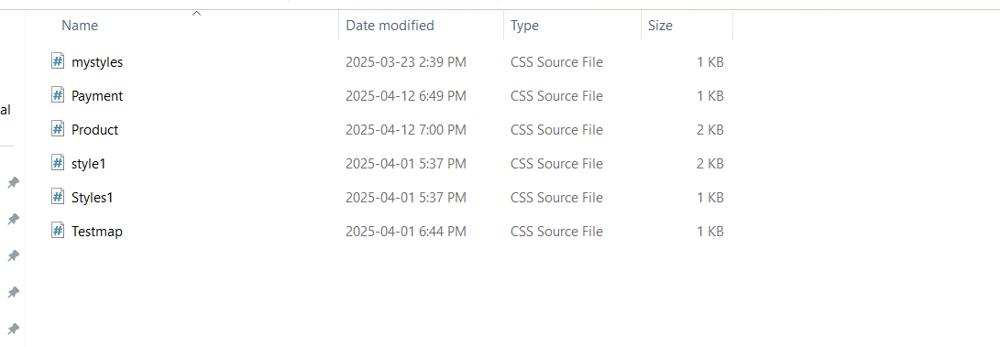 Name Date modified Type Size
mystyles 2025-03-23 2:39 PM CSS Source File 1 KB
Payment 2025-04-12 6:49 PM CSS Source File 1 KB
al
Product 2025-04-12 7:00 PM CSS Source File 2 KB
style1 2025-04-01 5:37 PM CSS Source File 2 KB
Styles1 2025-04-01 5:37 PM CSS Source File 1 KB
Testmap 2025-04-01 6:44 PM CSS Source File 1 KB